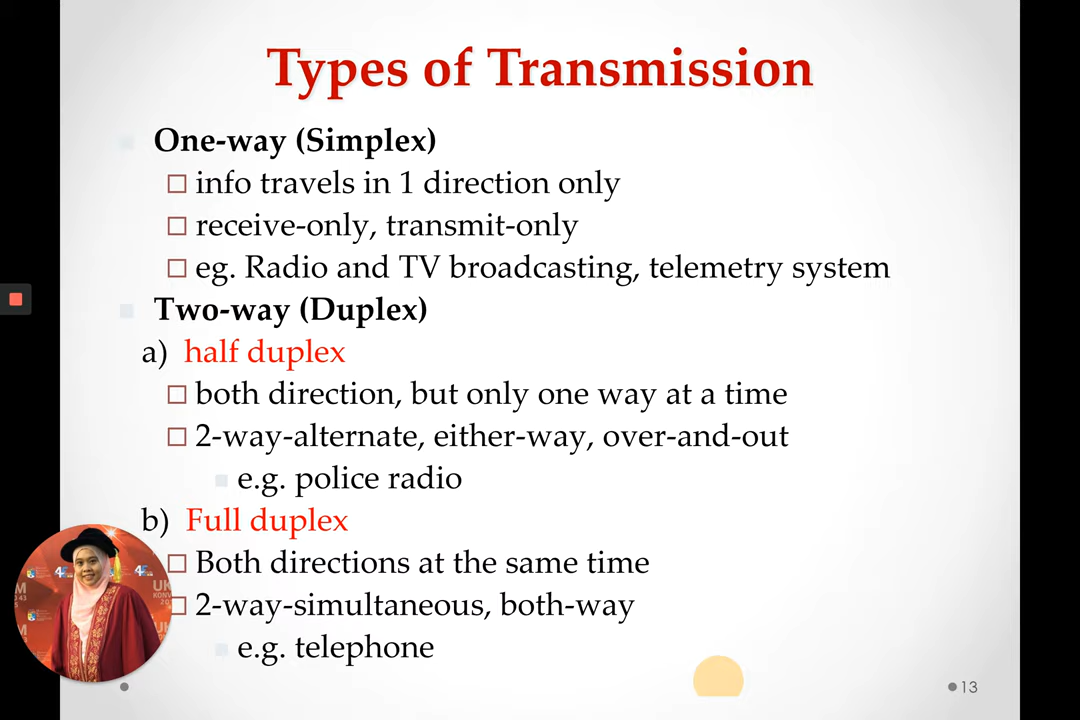 Types of Transmission
One-way (Simplex)
info travels in 1 direction only
receive-only, transmit-only
eg. Radio and TV broadcasting, telemetry system
Two-way (Duplex)
a) half duplex
both direction, but only one way at a time
2-way-alternate, either-way, over-and-out
e.g. police radio
b) Full duplex
Both directions at the same time
2-way-simultaneous, both-way
e.g. telephone
13